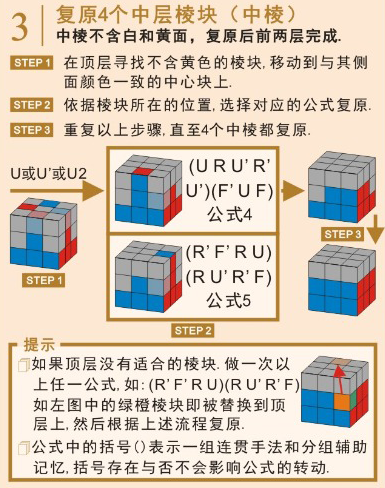 3 复原4个中层棱块（中棱）
中棱不含白和黄面, 复原后前两层完成.
STEP 1 在顶层寻找不含黄色的棱块, 移动到与其侧
面颜色一致的中心块上.
STEP 2 依据棱块所在的位置, 选择对应的公式复原.
STEP 3 重复以上步骤, 直至4个中棱都复原.
U或U'或U2
STEP 1
(U R U' R'
U')(F' U F)
公式4
(R' F' R U)
(R U' R' F)
公式5
STEP 2
STEP 3
提示
如果顶层没有适合的棱块. 做一次以
上任一公式, 如: (R' F' R U)(R U' R' F)
如左图中的绿橙棱块即被替换到顶
层上, 然后根据上述流程复原.
公式中的括号()表示一组连贯手法和分组辅助
记忆, 括号存在与否不会影响公式的转动.